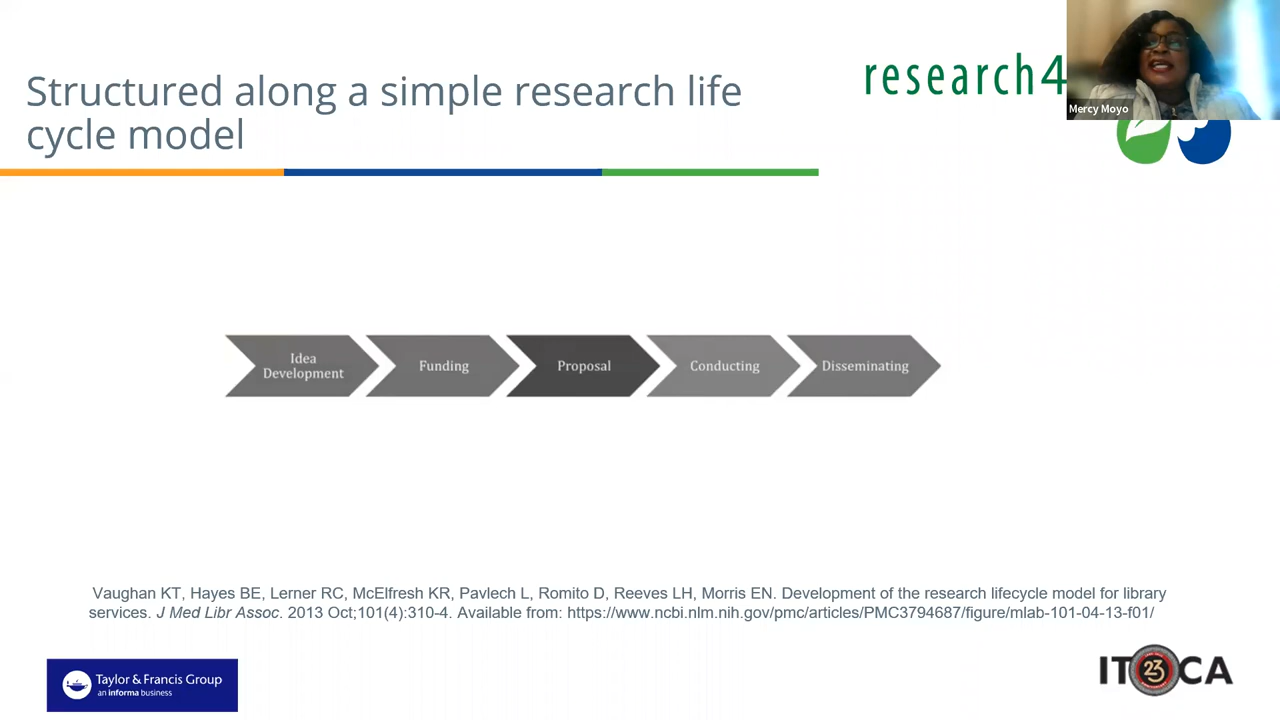 Structured along a simple research life
cycle model
research4
Mercy Moyo
Idea
Development
Funding
Proposal
Conducting
Disseminating
Vaughan KT, Hayes BE, Lerner RC, McElfresh KR, Pavlech L, Romito D, Reeves LH, Morris EN. Development of the research lifecycle model for library
services. J Med Libr Assoc. 2013 Oct;101(4):310-4. Available from: https://www.ncbi.nlm.nih.gov/pmc/articles/PMC3794687/figure/mlab-101-04-13-f01/
Taylor & Francis Group
an informa business
ITOCA
23